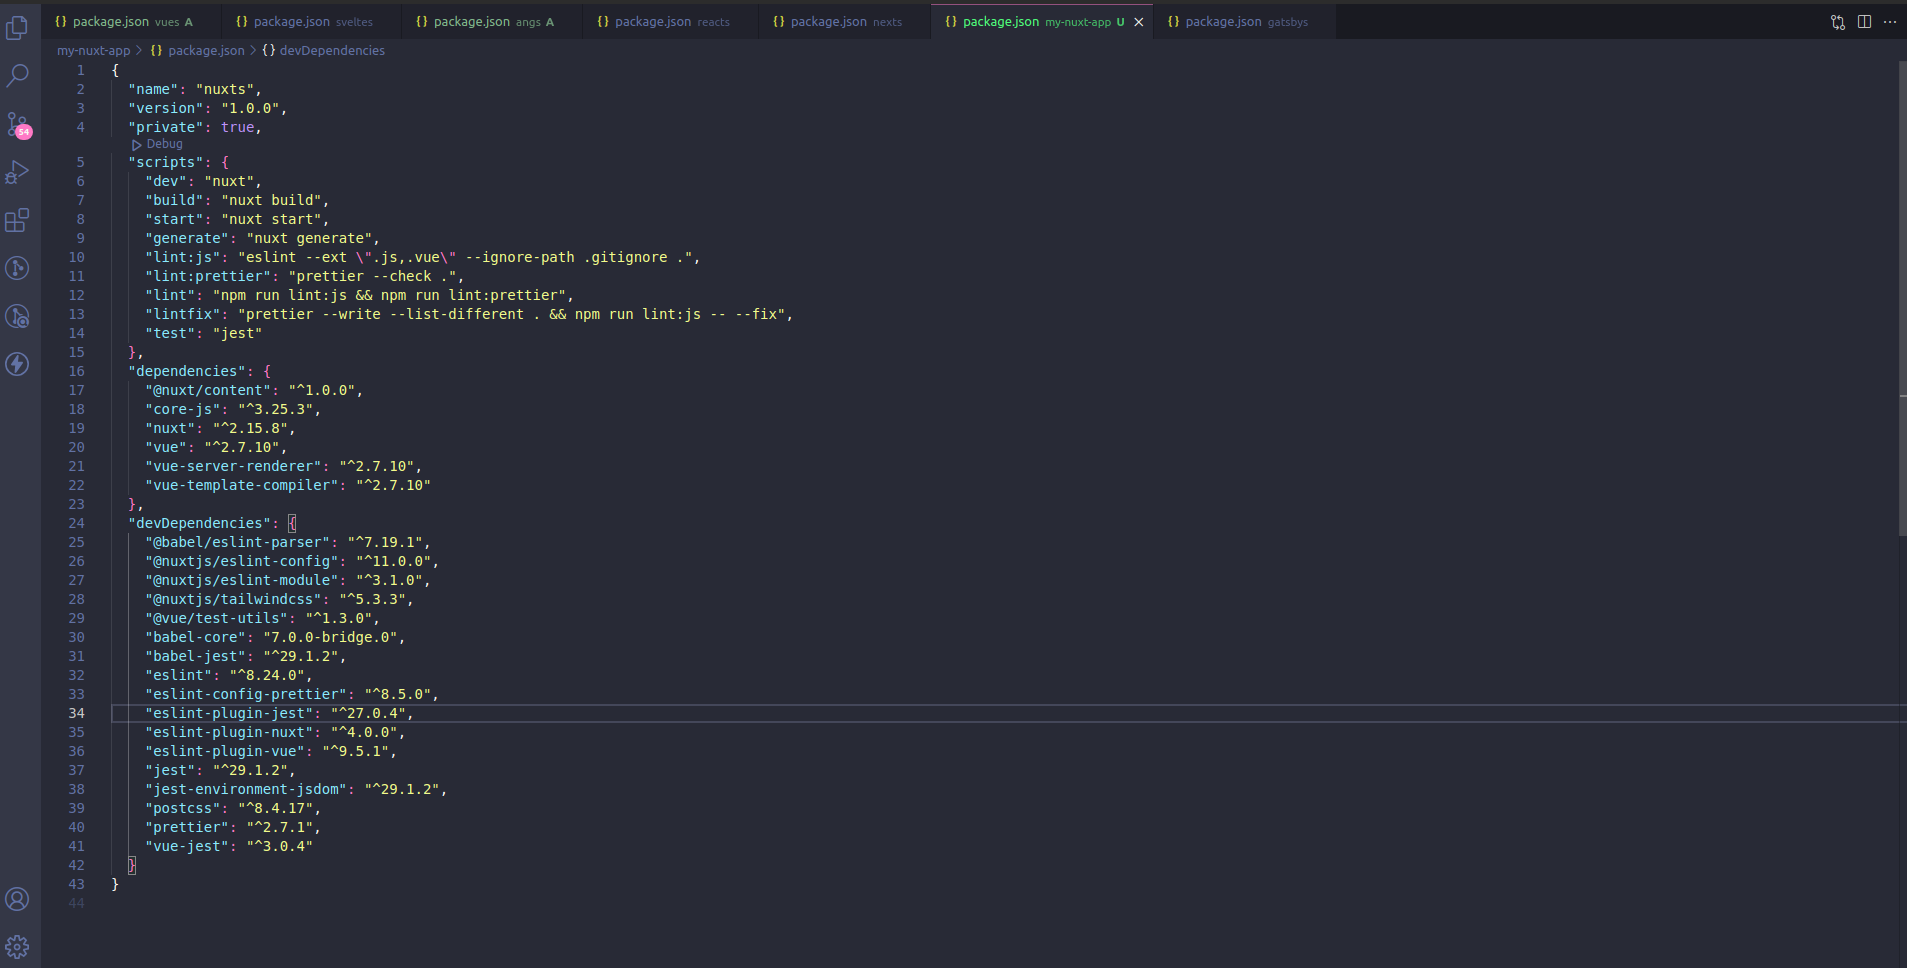 package.json vues A package.json sveltes package.json angs A package.json reacts package.json nexts package.json my-nuxt-app U package.json gatsbys
my-nuxt-app > {} package.json > {} devDependencies
1 {
2 "name": "nuxts",
3 "version": "1.0.0",
4 "private": true,
Debug
5 "scripts": {
6 "dev": "nuxt",
7 "build": "nuxt build",
8 "start": "nuxt start",
9 "generate": "nuxt generate",
10 "lint:js": "eslint --ext \".js,.vue\" --ignore-path .gitignore .",
11 "lint:prettier": "prettier --check .",
12 "lint": "npm run lint:js && npm run lint:prettier",
13 "lintfix": "prettier --write --list-different . && npm run lint:js -- --fix",
14 "test": "jest"
15 },
16 "dependencies": {
17 "@nuxt/content": "^1.0.0",
18 "core-js": "^3.25.3",
19 "nuxt": "^2.15.8",
20 "vue": "^2.7.10",
21 "vue-server-renderer": "^2.7.10",
22 "vue-template-compiler": "^2.7.10"
23 },
24 "devDependencies": {
25 "@babel/eslint-parser": "^7.19.1",
26 "@nuxtjs/eslint-config": "^11.0.0",
27 "@nuxtjs/eslint-module": "^3.1.0",
28 "@nuxtjs/tailwindcss": "^5.3.3",
29 "@vue/test-utils": "^1.3.0",
30 "babel-core": "7.0.0-bridge.0",
31 "babel-jest": "^29.1.2",
32 "eslint": "^8.24.0",
33 "eslint-config-prettier": "^8.5.0",
34 "eslint-plugin-jest": "^27.0.4",
35 "eslint-plugin-nuxt": "^4.0.0",
36 "eslint-plugin-vue": "^9.5.1",
37 "jest": "^29.1.2",
38 "jest-environment-jsdom": "^29.1.2",
39 "postcss": "^8.4.17",
40 "prettier": "^2.7.1",
41 "vue-jest": "^3.0.4"
42 }
43 }
44
54